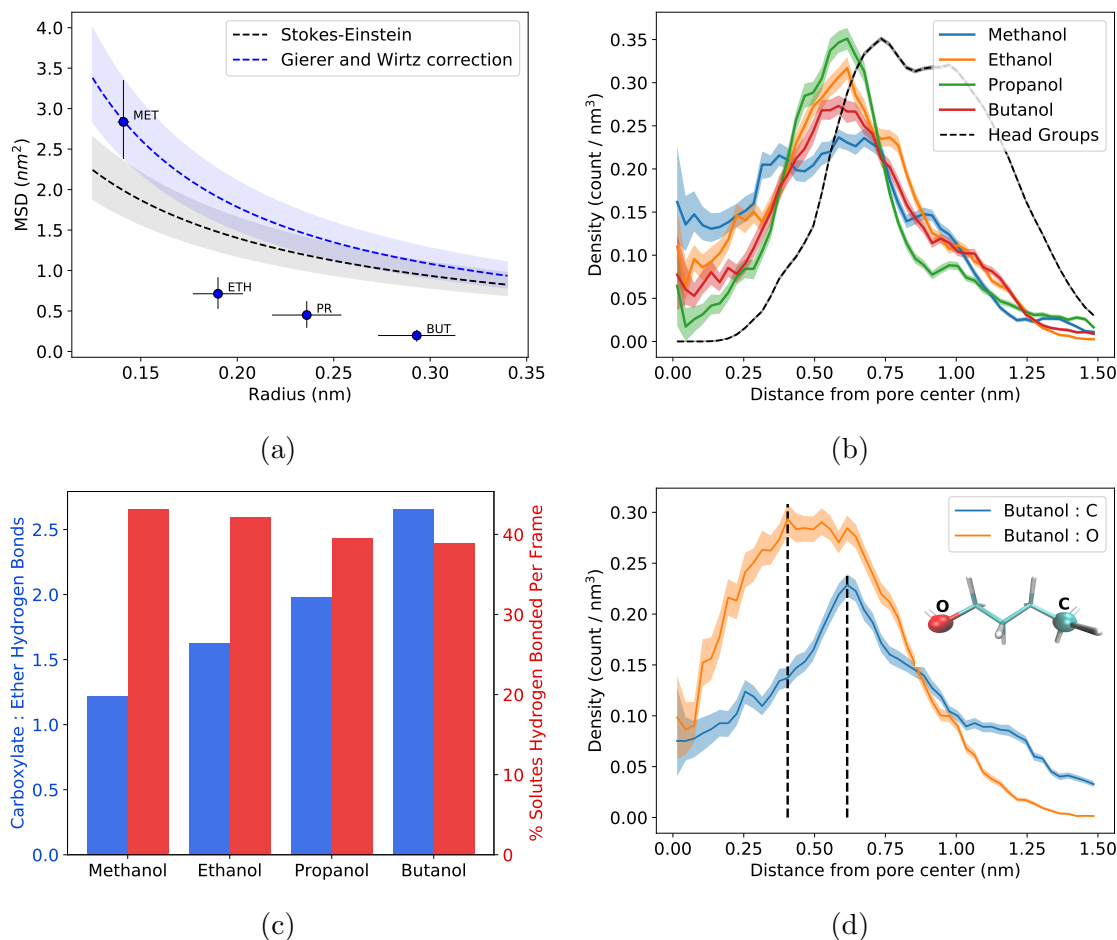 4.0
3.5
3.0
2.5
2.0
1.5
1.0
0.5
0.0
MSD (nm²)
Stokes-Einstein
Gierer and Wirtz correction
MET
ETH
PR
BUT
0.15 0.20 0.25 0.30 0.35
Radius (nm)
(a)
0.35
0.30
0.25
0.20
0.15
0.10
0.05
0.00
Density (count / nm³)
Methanol
Ethanol
Propanol
Butanol
Head Groups
0.00 0.25 0.50 0.75 1.00 1.25 1.50
Distance from pore center (nm)
(b)
2.5
2.0
1.5
1.0
0.5
0.0
Carboxylate : Ether Hydrogen Bonds
40
30
20
10
0
% Solutes Hydrogen Bonded Per Frame
Methanol Ethanol Propanol Butanol
(c)
0.30
0.25
0.20
0.15
0.10
0.05
0.00
Density (count / nm³)
Butanol : C
Butanol : O
O C
0.00 0.25 0.50 0.75 1.00 1.25 1.50
Distance from pore center (nm)
(d)